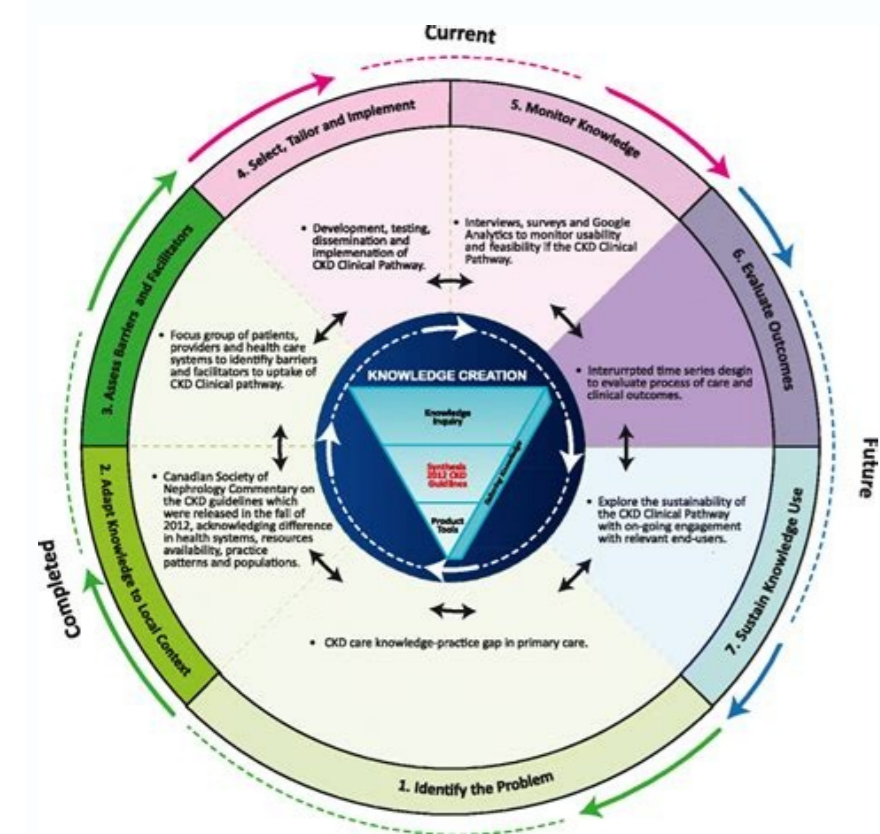 Current
4. Select, Tailor and Implement
5. Monitor Knowledge
• Development, testing,
dissemination and
implemenation of
CKD Clinical Pathway.
• Interviews, surveys and Google
Analytics to monitor usability
and feasibility if the CKD Clinical
Pathway.
6. Evaluate Outcomes
• Interurrpted time series desgin
to evaluate process of care and
clinical outcomes.
3. Assess Barriers and Facilitators
• Focus group of patients,
providers and health care
systems to identifiy barriers
and facilitators to uptake of
CKD Clinical pathway.
KNOWLEDGE CREATION
Knowledge
Inquiry
Synthesis
2012 CKD
Guidlines
Product
Tools
Knowledge
Future
2. Adapt Knowledge to Local Context
• Canadian Society of
Nephrology Commentary on
the CKD guidelines which
were released in the fall of
2012, acknowledging difference
in health systems, resources
availability, practice
patterns and populations.
• Explore the sustainability of
the CKD Clinical Pathway
with on-going engagement
with relevant end-users.
7. Sustain Knowledge Use
Completed
• CKD care knowledge-practice gap in primary care.
1. Identify the Problem